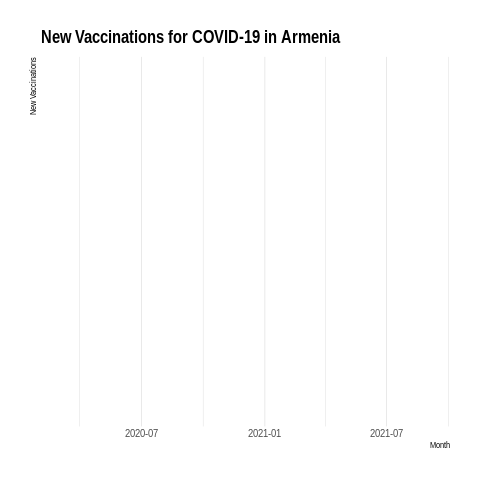 New Vaccinations for COVID-19 in Armenia
New Vaccinations
2020-07
2021-01
2021-07
Month